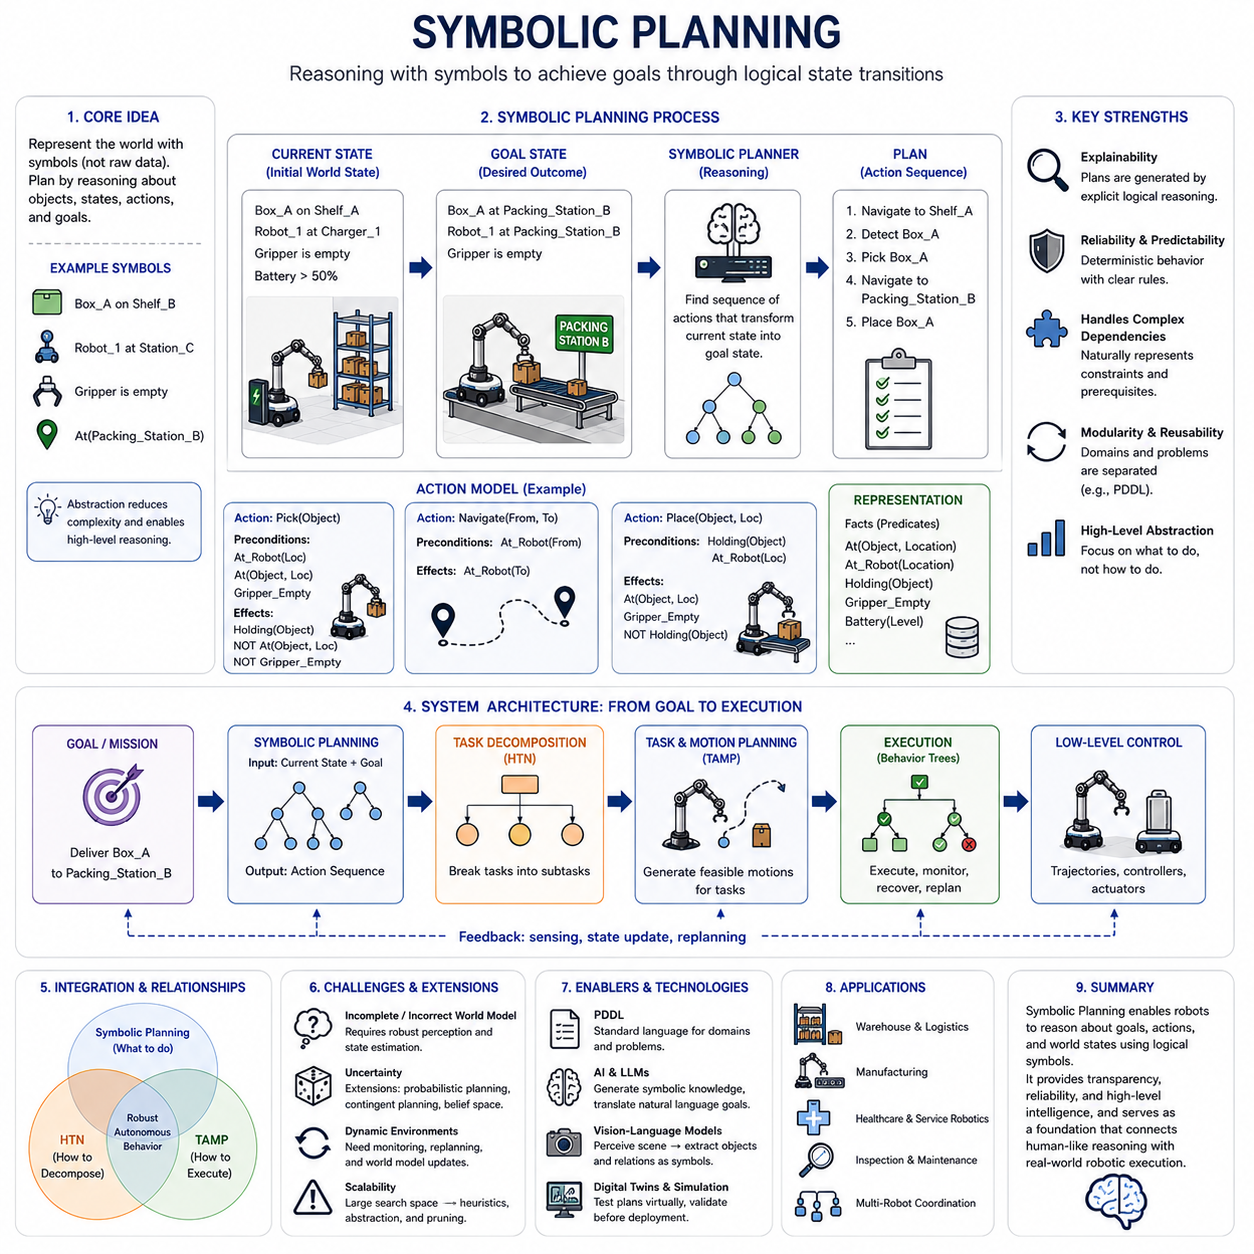 SYMBOLIC PLANNING
Reasoning with symbols to achieve goals through logical state transitions
1. CORE IDEA
Represent the world with
symbols (not raw data).
Plan by reasoning about
objects, states, actions,
and goals.
EXAMPLE SYMBOLS
Box_A on Shelf_B
Robot_1 at Station_C
Gripper is empty
At(Packing_Station_B)
Abstraction reduces
complexity and enables
high-level reasoning.
2. SYMBOLIC PLANNING PROCESS
CURRENT STATE
(Initial World State)
Box_A on Shelf_A
Robot_1 at Charger_1
Gripper is empty
Battery > 50%
GOAL STATE
(Desired Outcome)
Box_A at Packing_Station_B
Robot_1 at Packing_Station_B
Gripper is empty
PACKING
STATION B
SYMBOLIC PLANNER
(Reasoning)
Find sequence of
actions that transform
current state into
goal state.
PLAN
(Action Sequence)
1. Navigate to Shelf_A
2. Detect Box_A
3. Pick Box_A
4. Navigate to
Packing_Station_B
5. Place Box_A
ACTION MODEL (Example)
Action: Pick(Object)
Preconditions:
At_Robot(Loc)
At(Object, Loc)
Gripper_Empty
Effects:
Holding(Object)
NOT At(Object, Loc)
NOT Gripper_Empty
Action: Navigate(From, To)
Preconditions: At_Robot(From)
Effects: At_Robot(To)
Action: Place(Object, Loc)
Preconditions: Holding(Object)
At_Robot(Loc)
Effects:
At(Object, Loc)
Gripper_Empty
NOT Holding(Object)
REPRESENTATION
Facts (Predicates)
At(Object, Location)
At_Robot(Location)
Holding(Object)
Gripper_Empty
Battery(Level)
...
3. KEY STRENGTHS
Explainability
Plans are generated by
explicit logical reasoning.
Reliability & Predictability
Deterministic behavior
with clear rules.
Handles Complex
Dependencies
Naturally represents
constraints and
prerequisites.
Modularity & Reusability
Domains and problems
are separated
(e.g., PDDL).
High-Level Abstraction
Focus on what to do,
not how to do.
4. SYSTEM ARCHITECTURE: FROM GOAL TO EXECUTION
GOAL / MISSION
Deliver Box_A
to Packing_Station_B
SYMBOLIC PLANNING
Input: Current State + Goal
Output: Action Sequence
TASK DECOMPOSITION
(HTN)
Break tasks into subtasks
TASK & MOTION PLANNING
(TAMP)
Generate feasible motions
for tasks
EXECUTION
(Behavior Trees)
Execute, monitor,
recover, replan
LOW-LEVEL CONTROL
Trajectories, controllers,
actuators
Feedback: sensing, state update, replanning
5. INTEGRATION & RELATIONSHIPS
Symbolic Planning
(What to do)
Robust
Autonomous
Behavior
HTN
(How to
Decompose)
TAMP
(How to
Execute)
6. CHALLENGES & EXTENSIONS
Incomplete / Incorrect World Model
Requires robust perception and
state estimation.
Uncertainty
Extensions: probabilistic planning,
contingent planning, belief space.
Dynamic Environments
Need monitoring, replanning,
and world model updates.
Scalability
Large search space → heuristics,
abstraction, and pruning.
7. ENABLERS & TECHNOLOGIES
PDDL
Standard language for domains
and problems.
AI & LLMs
Generate symbolic knowledge,
translate natural language goals.
Vision-Language Models
Perceive scene → extract objects
and relations as symbols.
Digital Twins & Simulation
Test plans virtually, validate
before deployment.
8. APPLICATIONS
Warehouse & Logistics
Manufacturing
Healthcare & Service Robotics
Inspection & Maintenance
Multi-Robot Coordination
9. SUMMARY
Symbolic Planning enables robots
to reason about goals, actions,
and world states using logical
symbols.
It provides transparency,
reliability, and high-level
intelligence, and serves as
a foundation that connects
human-like reasoning with
real-world robotic execution.